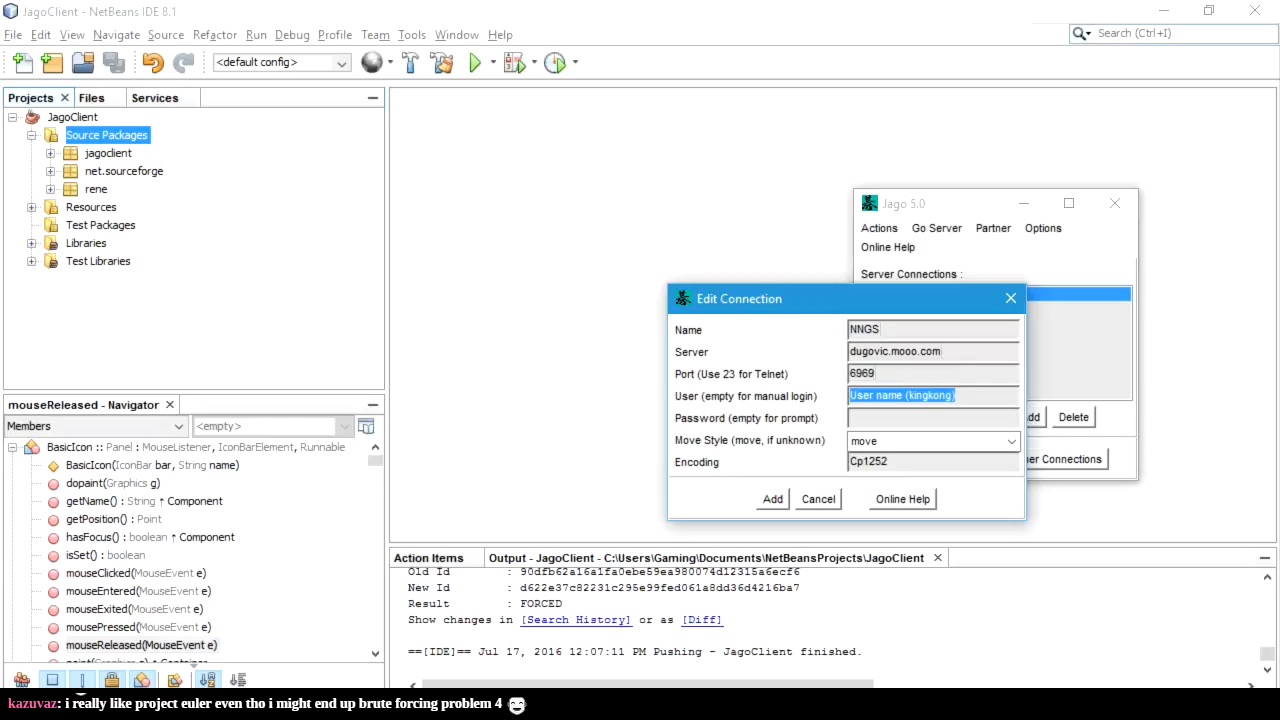 JagoClient - NetBeans IDE 8.1
File Edit View Navigate Source Refactor Run Debug Profile Team Tools Window Help
Search (Ctrl+I)
<default config>
Projects Files Services
JagoClient
Source Packages
jagoclient
net.sourceforge
rene
Resources
Test Packages
Libraries
Test Libraries
mouseReleased - Navigator
Members <empty>
BasicIcon :: Panel : MouseListener, IconBarElement, Runnable
BasicIcon(IconBar bar, String name)
dopaint(Graphics g)
getName() : String ↑ Component
getPosition() : Point
hasFocus() : boolean ↑ Component
isSet() : boolean
mouseClicked(MouseEvent e)
mouseEntered(MouseEvent e)
mouseExited(MouseEvent e)
mousePressed(MouseEvent e)
mouseReleased(MouseEvent e)
paint(Graphics g) ↑ Container
Jago 5.0
Actions Go Server Partner Options
Online Help
Server Connections :
Delete
Connections
Edit Connection
Name NNGS
Server dugovic.mooo.com
Port (Use 23 for Telnet) 6969
User (empty for manual login) User name (kingkong)
Password (empty for prompt)
Move Style (move, if unknown) move
Encoding Cp1252
Add Cancel Online Help
Action Items Output - JagoClient - C:\Users\Gaming\Documents\NetBeansProjects\JagoClient
Old Id : 90dfb62a16a1fa0ebe59ea980074d12315a6ecf6
New Id : d622e37c82231c295e99fed061a8dd36d4216ba7
Result : FORCED
Show changes in [Search History] or as [Diff]
==[IDE]== Jul 17, 2016 12:07:11 PM Pushing - JagoClient finished.
kazuvaz: i really like project euler even tho i might end up brute forcing problem 4